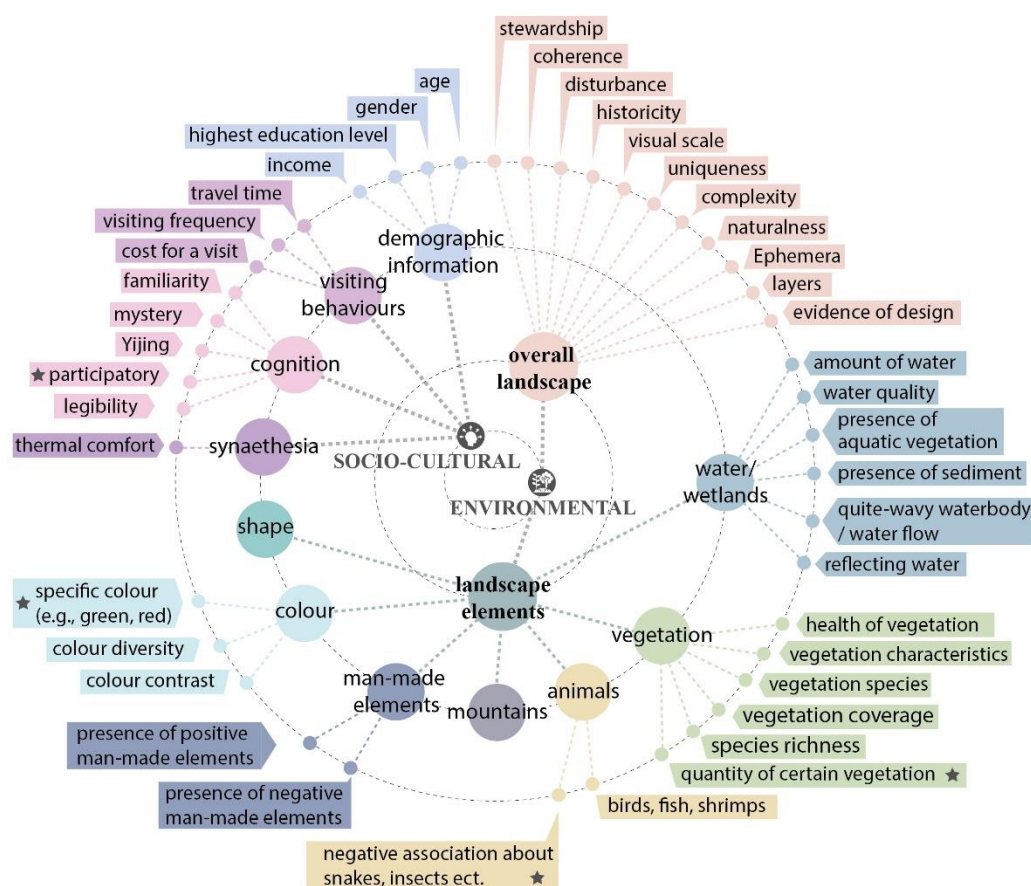 stewardship
coherence
disturbance
historicity
visual scale
uniqueness
complexity
naturalness
Ephemera
layers
evidence of design
age
gender
highest education level
income
travel time
visiting frequency
cost for a visit
familiarity
mystery
Yijing
★ participatory
legibility
thermal comfort
demographic
information
visiting
behaviours
cognition
synaethesia
overall
landscape
SOCIO-CULTURAL
ENVIRONMENTAL
amount of water
water quality
presence of
aquatic vegetation
presence of sediment
quite-wavy waterbody
/ water flow
reflecting water
water/
wetlands
shape
landscape
elements
colour
★ specific colour
(e.g., green, red)
colour diversity
colour contrast
vegetation
health of vegetation
vegetation characteristics
vegetation species
vegetation coverage
species richness
quantity of certain vegetation ★
man-made
elements
mountains
animals
presence of positive
man-made elements
presence of negative
man-made elements
birds, fish, shrimps
negative association about
snakes, insects ect. ★